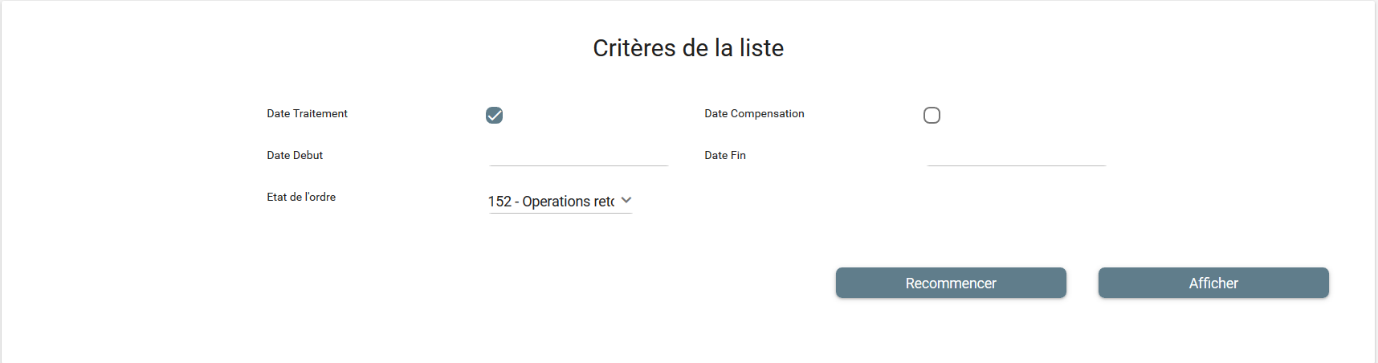 Critères de la liste
Date Traitement
Date Compensation
Date Debut
Date Fin
Etat de l'ordre
152 - Operations reto
Recommencer
Afficher